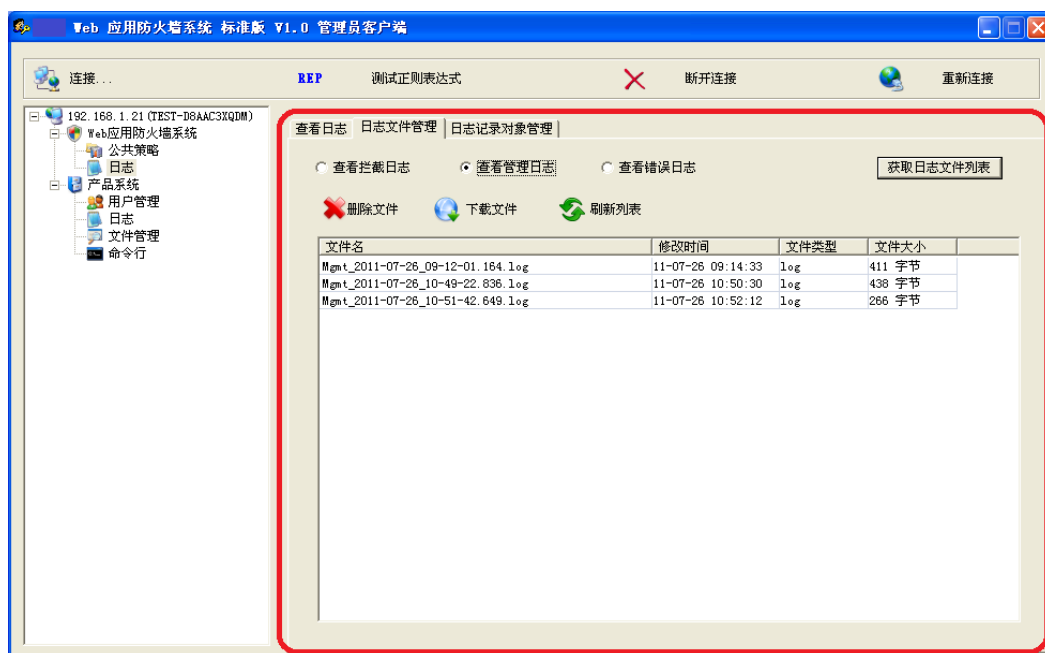 Web 应用防火墙系统 标准版 V1.0 管理员客户端
连接... REP 测试正则表达式 断开连接 重新连接
192.168.1.21(TEST-D8AAC3XQDM)
Web应用防火墙系统
公共策略
日志
产品系统
用户管理
日志
文件管理
命令行
查看日志 日志文件管理 日志记录对象管理
查看拦截日志 查看管理日志 查看错误日志 获取日志文件列表
删除文件 下载文件 刷新列表
文件名 修改时间 文件类型 文件大小
Mgmt_2011-07-26_09-12-01.164.log 11-07-26 09:14:33 log 411 字节
Mgmt_2011-07-26_10-49-22.836.log 11-07-26 10:50:30 log 438 字节
Mgmt_2011-07-26_10-51-42.649.log 11-07-26 10:52:12 log 266 字节